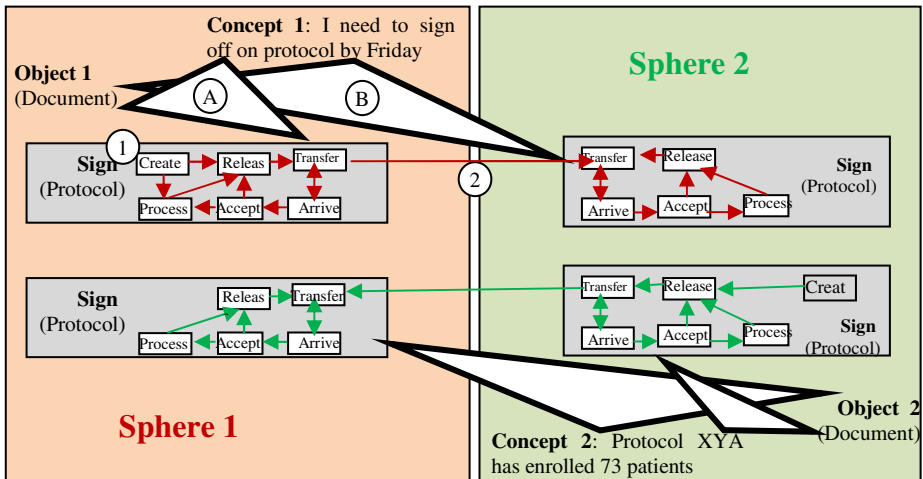 Concept 1: I need to sign
off on protocol by Friday
Object 1
(Document)
A
B
Sphere 2
1
Sign
(Protocol)
Create
Releas
Transfer
Process
Accept
Arrive
2
Transfer
Release
Arrive
Accept
Process
Sign
(Protocol)
Sign
(Protocol)
Releas
Transfer
Process
Accept
Arrive
Transfer
Release
Creat
Arrive
Accept
Process
Sign
(Protocol)
Sphere 1
Object 2
(Document)
Concept 2: Protocol XYA
has enrolled 73 patients